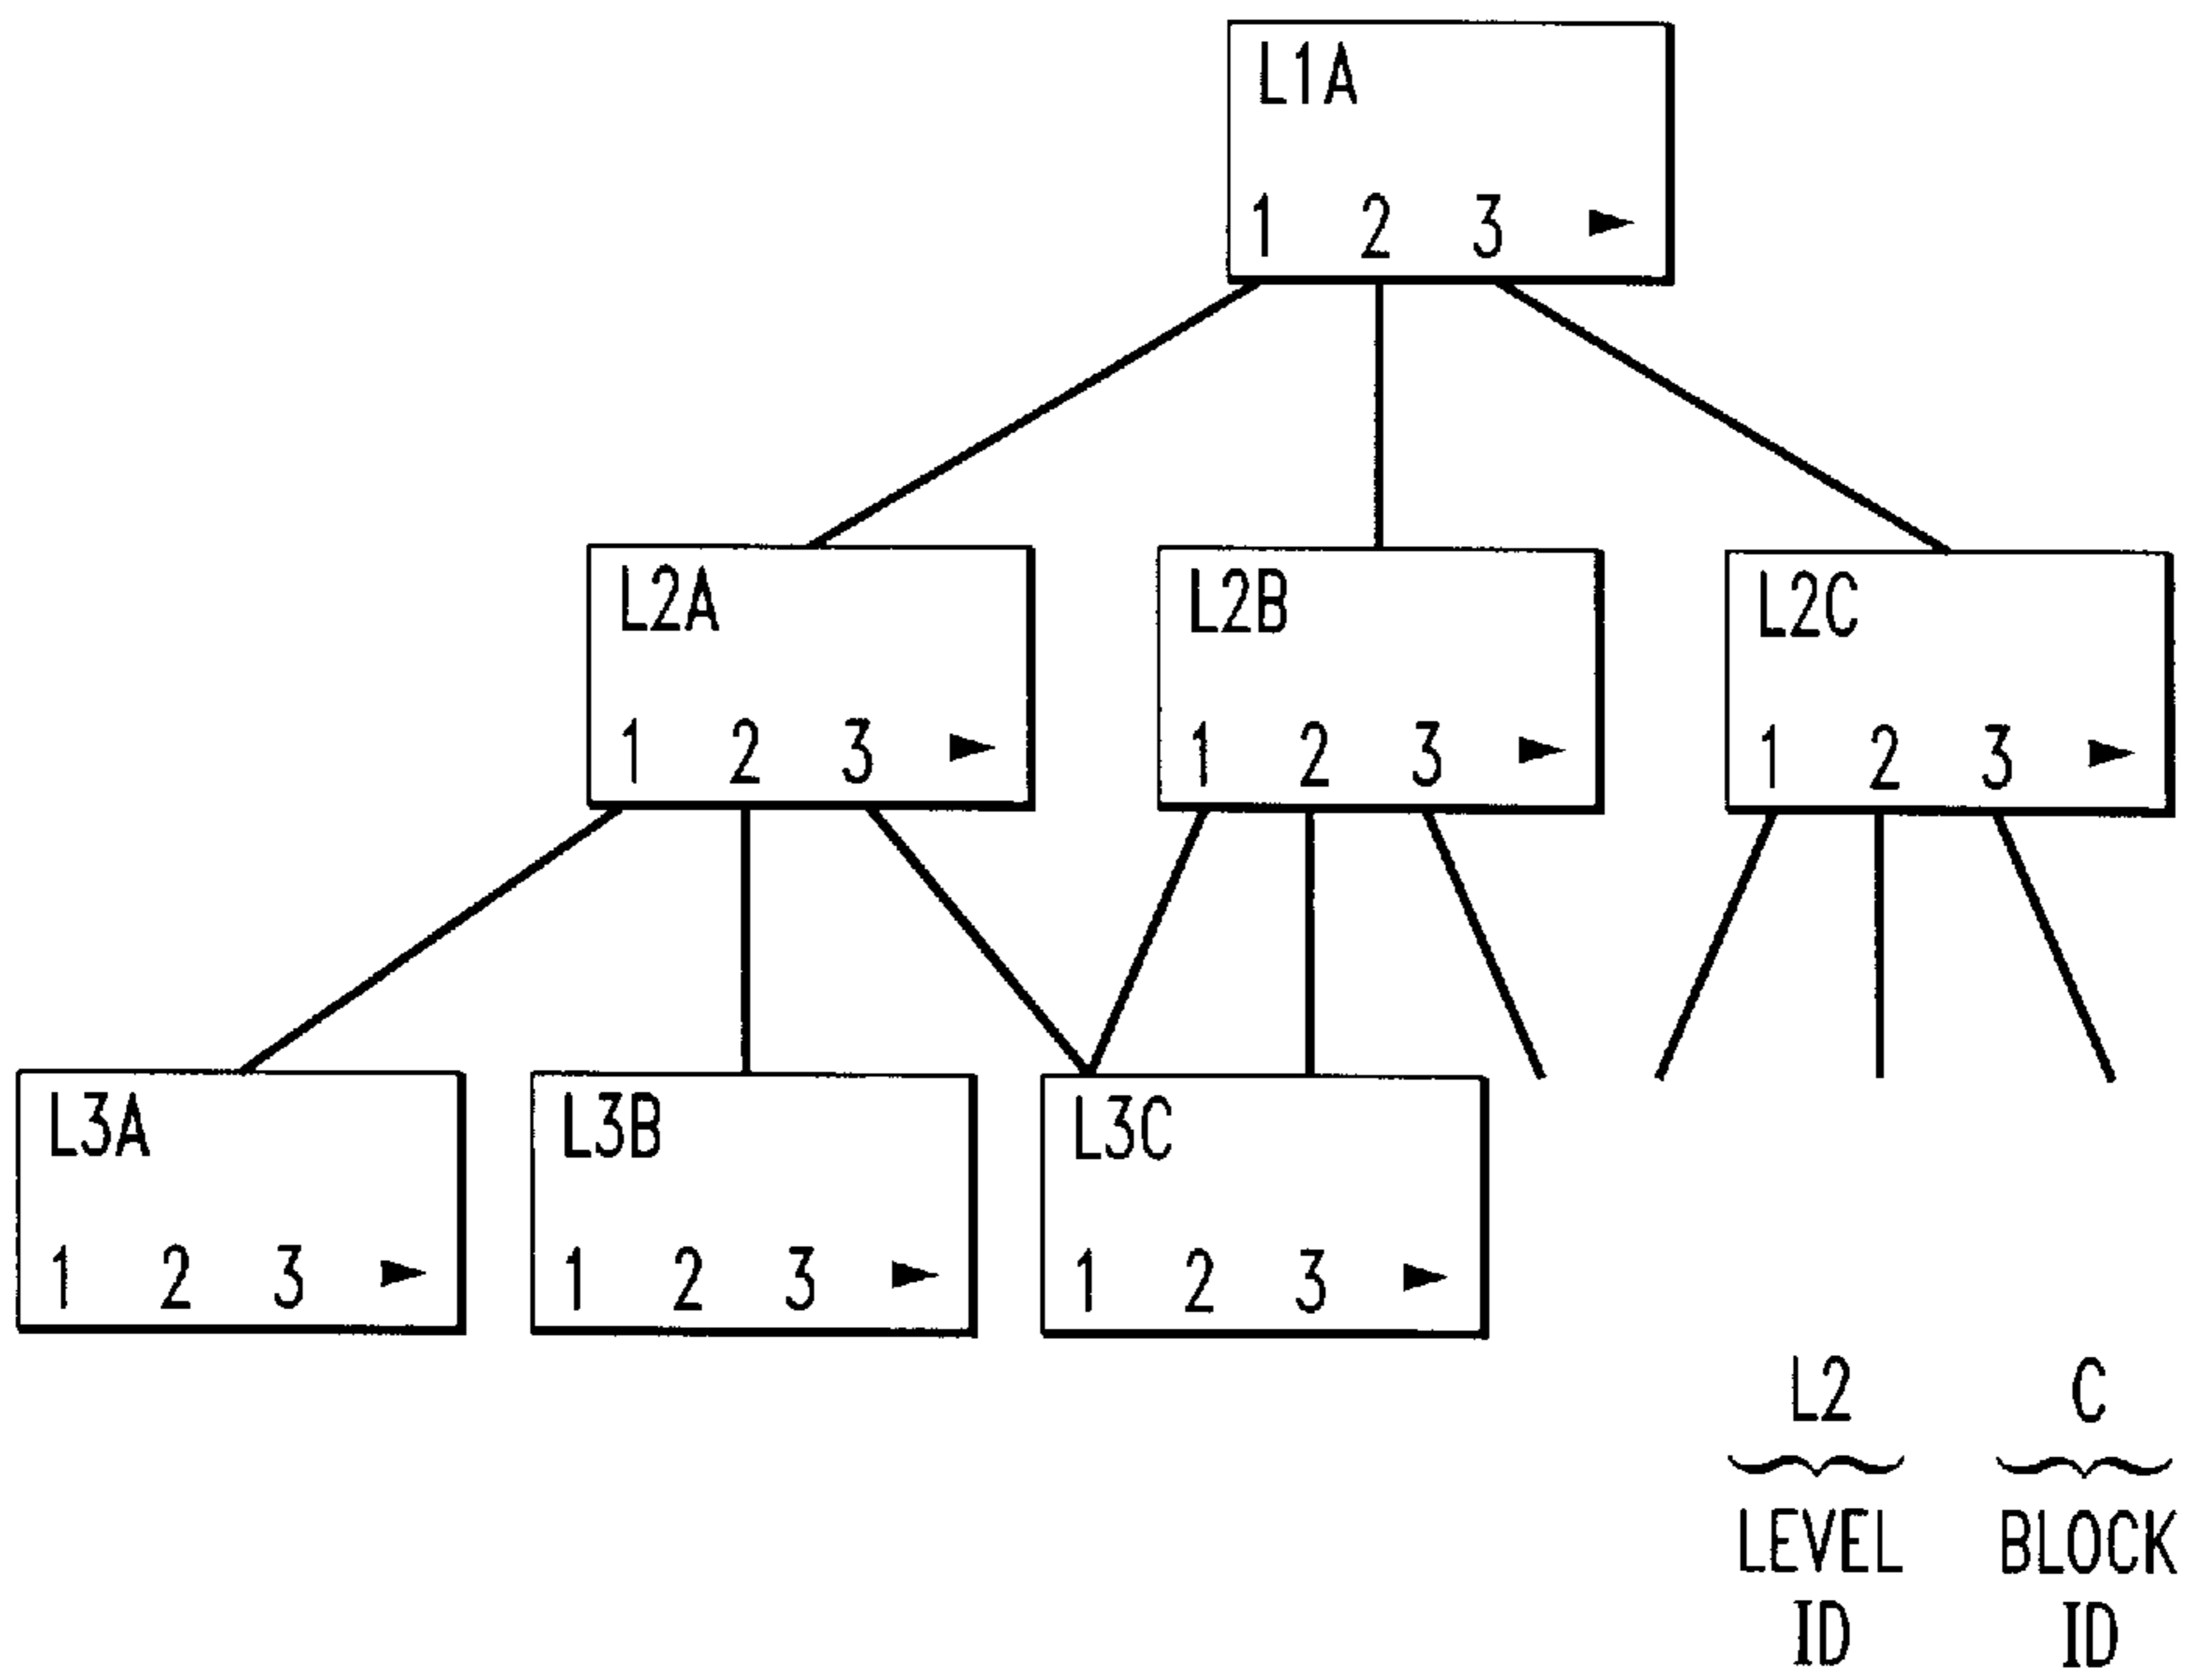 L1A
1 2 3 ►
L2A
1 2 3 ►
L2B
1 2 3 ►
L2C
1 2 3 ►
L3A
1 2 3 ►
L3B
1 2 3 ►
L3C
1 2 3 ►
L2 C
LEVEL BLOCK
ID ID